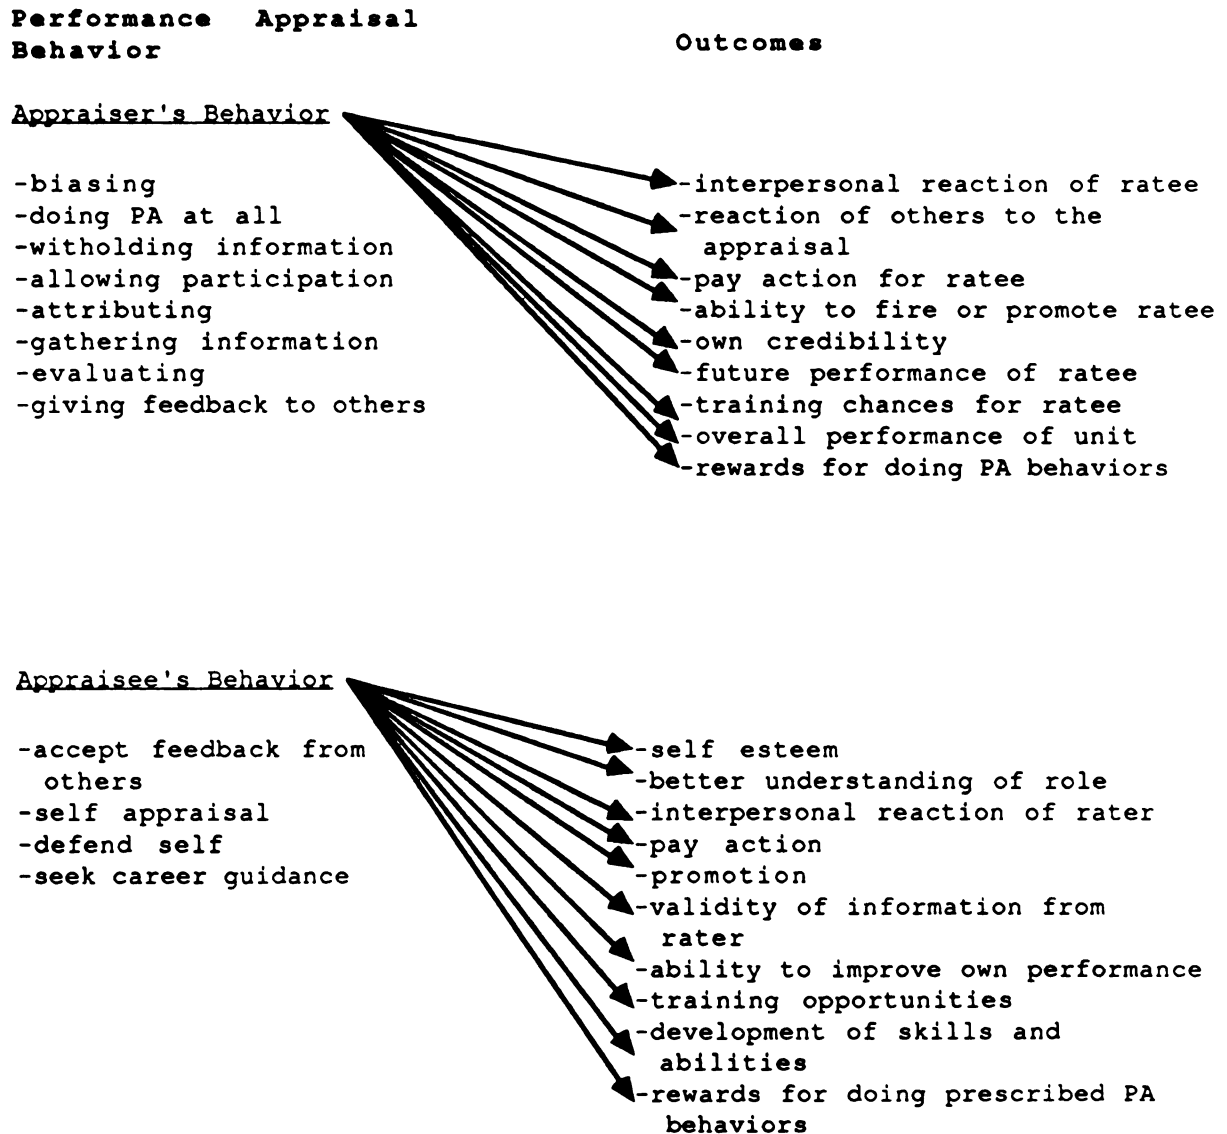 Performance Appraisal
Behavior
Outcomes
Appraiser's Behavior
-biasing
-doing PA at all
-witholding information
-allowing participation
-attributing
-gathering information
-evaluating
-giving feedback to others
-interpersonal reaction of ratee
-reaction of others to the
appraisal
-pay action for ratee
-ability to fire or promote ratee
-own credibility
-future performance of ratee
-training chances for ratee
-overall performance of unit
-rewards for doing PA behaviors
Appraisee's Behavior
-accept feedback from
others
-self appraisal
-defend self
-seek career guidance
-self esteem
-better understanding of role
-interpersonal reaction of rater
-pay action
-promotion
-validity of information from
rater
-ability to improve own performance
-training opportunities
-development of skills and
abilities
-rewards for doing prescribed PA
behaviors